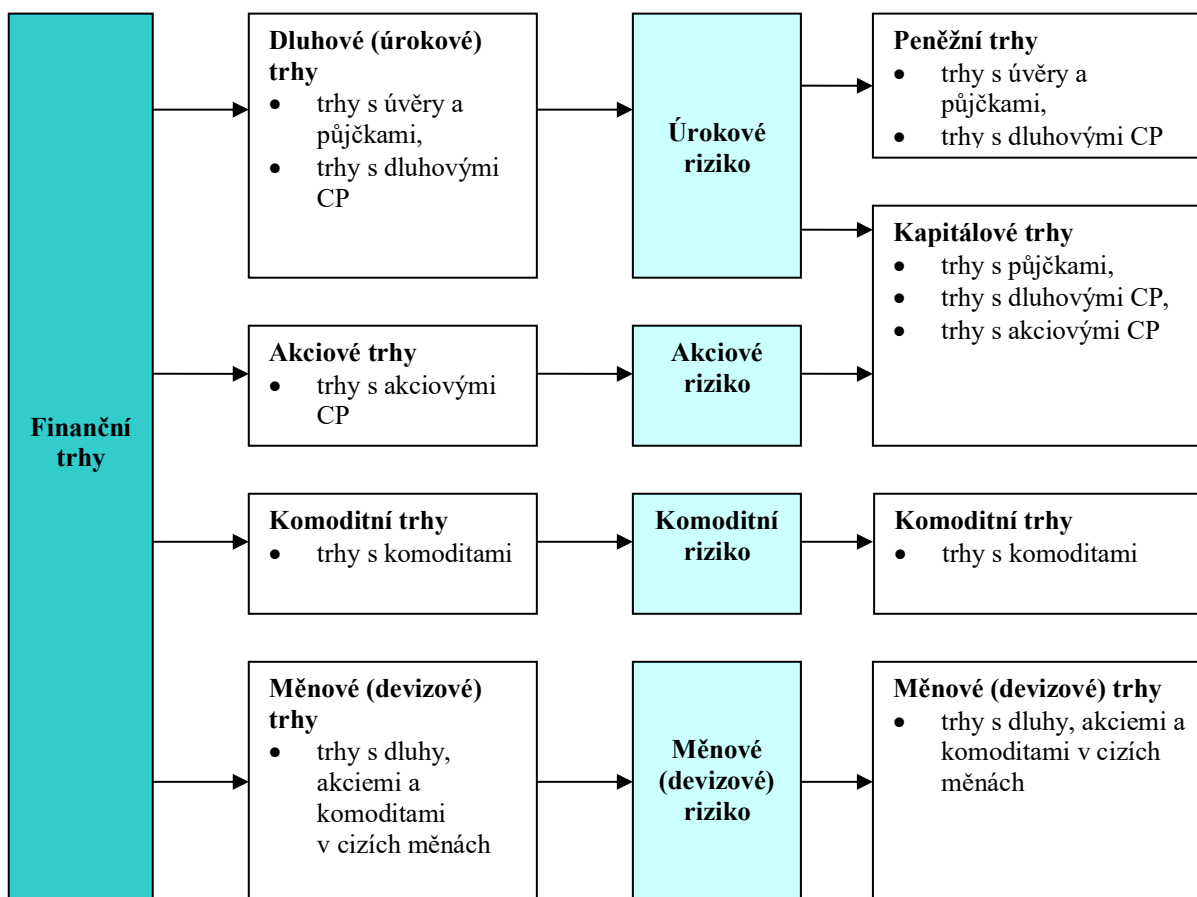 Finanční
trhy
Dluhové (úrokové)
trhy
• trhy s úvěry a
půjčkami,
• trhy s dluhovými
CP
Úrokové
riziko
Peněžní trhy
• trhy s úvěry a
půjčkami,
• trhy s dluhovými CP
Kapitálové trhy
• trhy s půjčkami,
• trhy s dluhovými CP,
• trhy s akciovými CP
Akciové trhy
• trhy s akciovými
CP
Akciové
riziko
Komoditní trhy
• trhy s komoditami
Komoditní
riziko
Komoditní trhy
• trhy s komoditami
Měnové (devizové)
trhy
• trhy s dluhy,
akciemi a
komoditami
v cizích měnách
Měnové
(devizové)
riziko
Měnové (devizové) trhy
• trhy s dluhy, akciemi a
komoditami v cizích
měnách